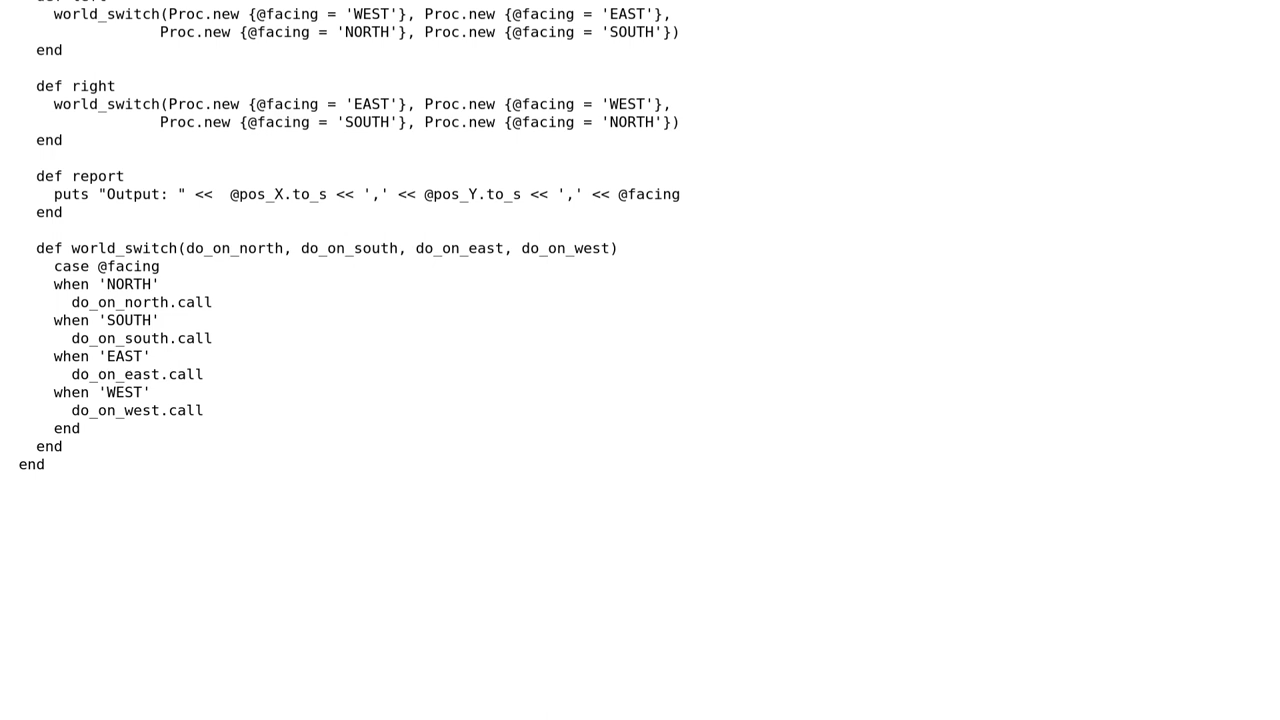 def left
    world_switch(Proc.new {@facing = 'WEST'}, Proc.new {@facing = 'EAST'},
                Proc.new {@facing = 'NORTH'}, Proc.new {@facing = 'SOUTH'})
  end

  def right
    world_switch(Proc.new {@facing = 'EAST'}, Proc.new {@facing = 'WEST'},
                Proc.new {@facing = 'SOUTH'}, Proc.new {@facing = 'NORTH'})
  end

  def report
    puts "Output: " <<  @pos_X.to_s << ',' << @pos_Y.to_s << ',' << @facing
  end

  def world_switch(do_on_north, do_on_south, do_on_east, do_on_west)
    case @facing
    when 'NORTH'
      do_on_north.call
    when 'SOUTH'
      do_on_south.call
    when 'EAST'
      do_on_east.call
    when 'WEST'
      do_on_west.call
    end
  end
end